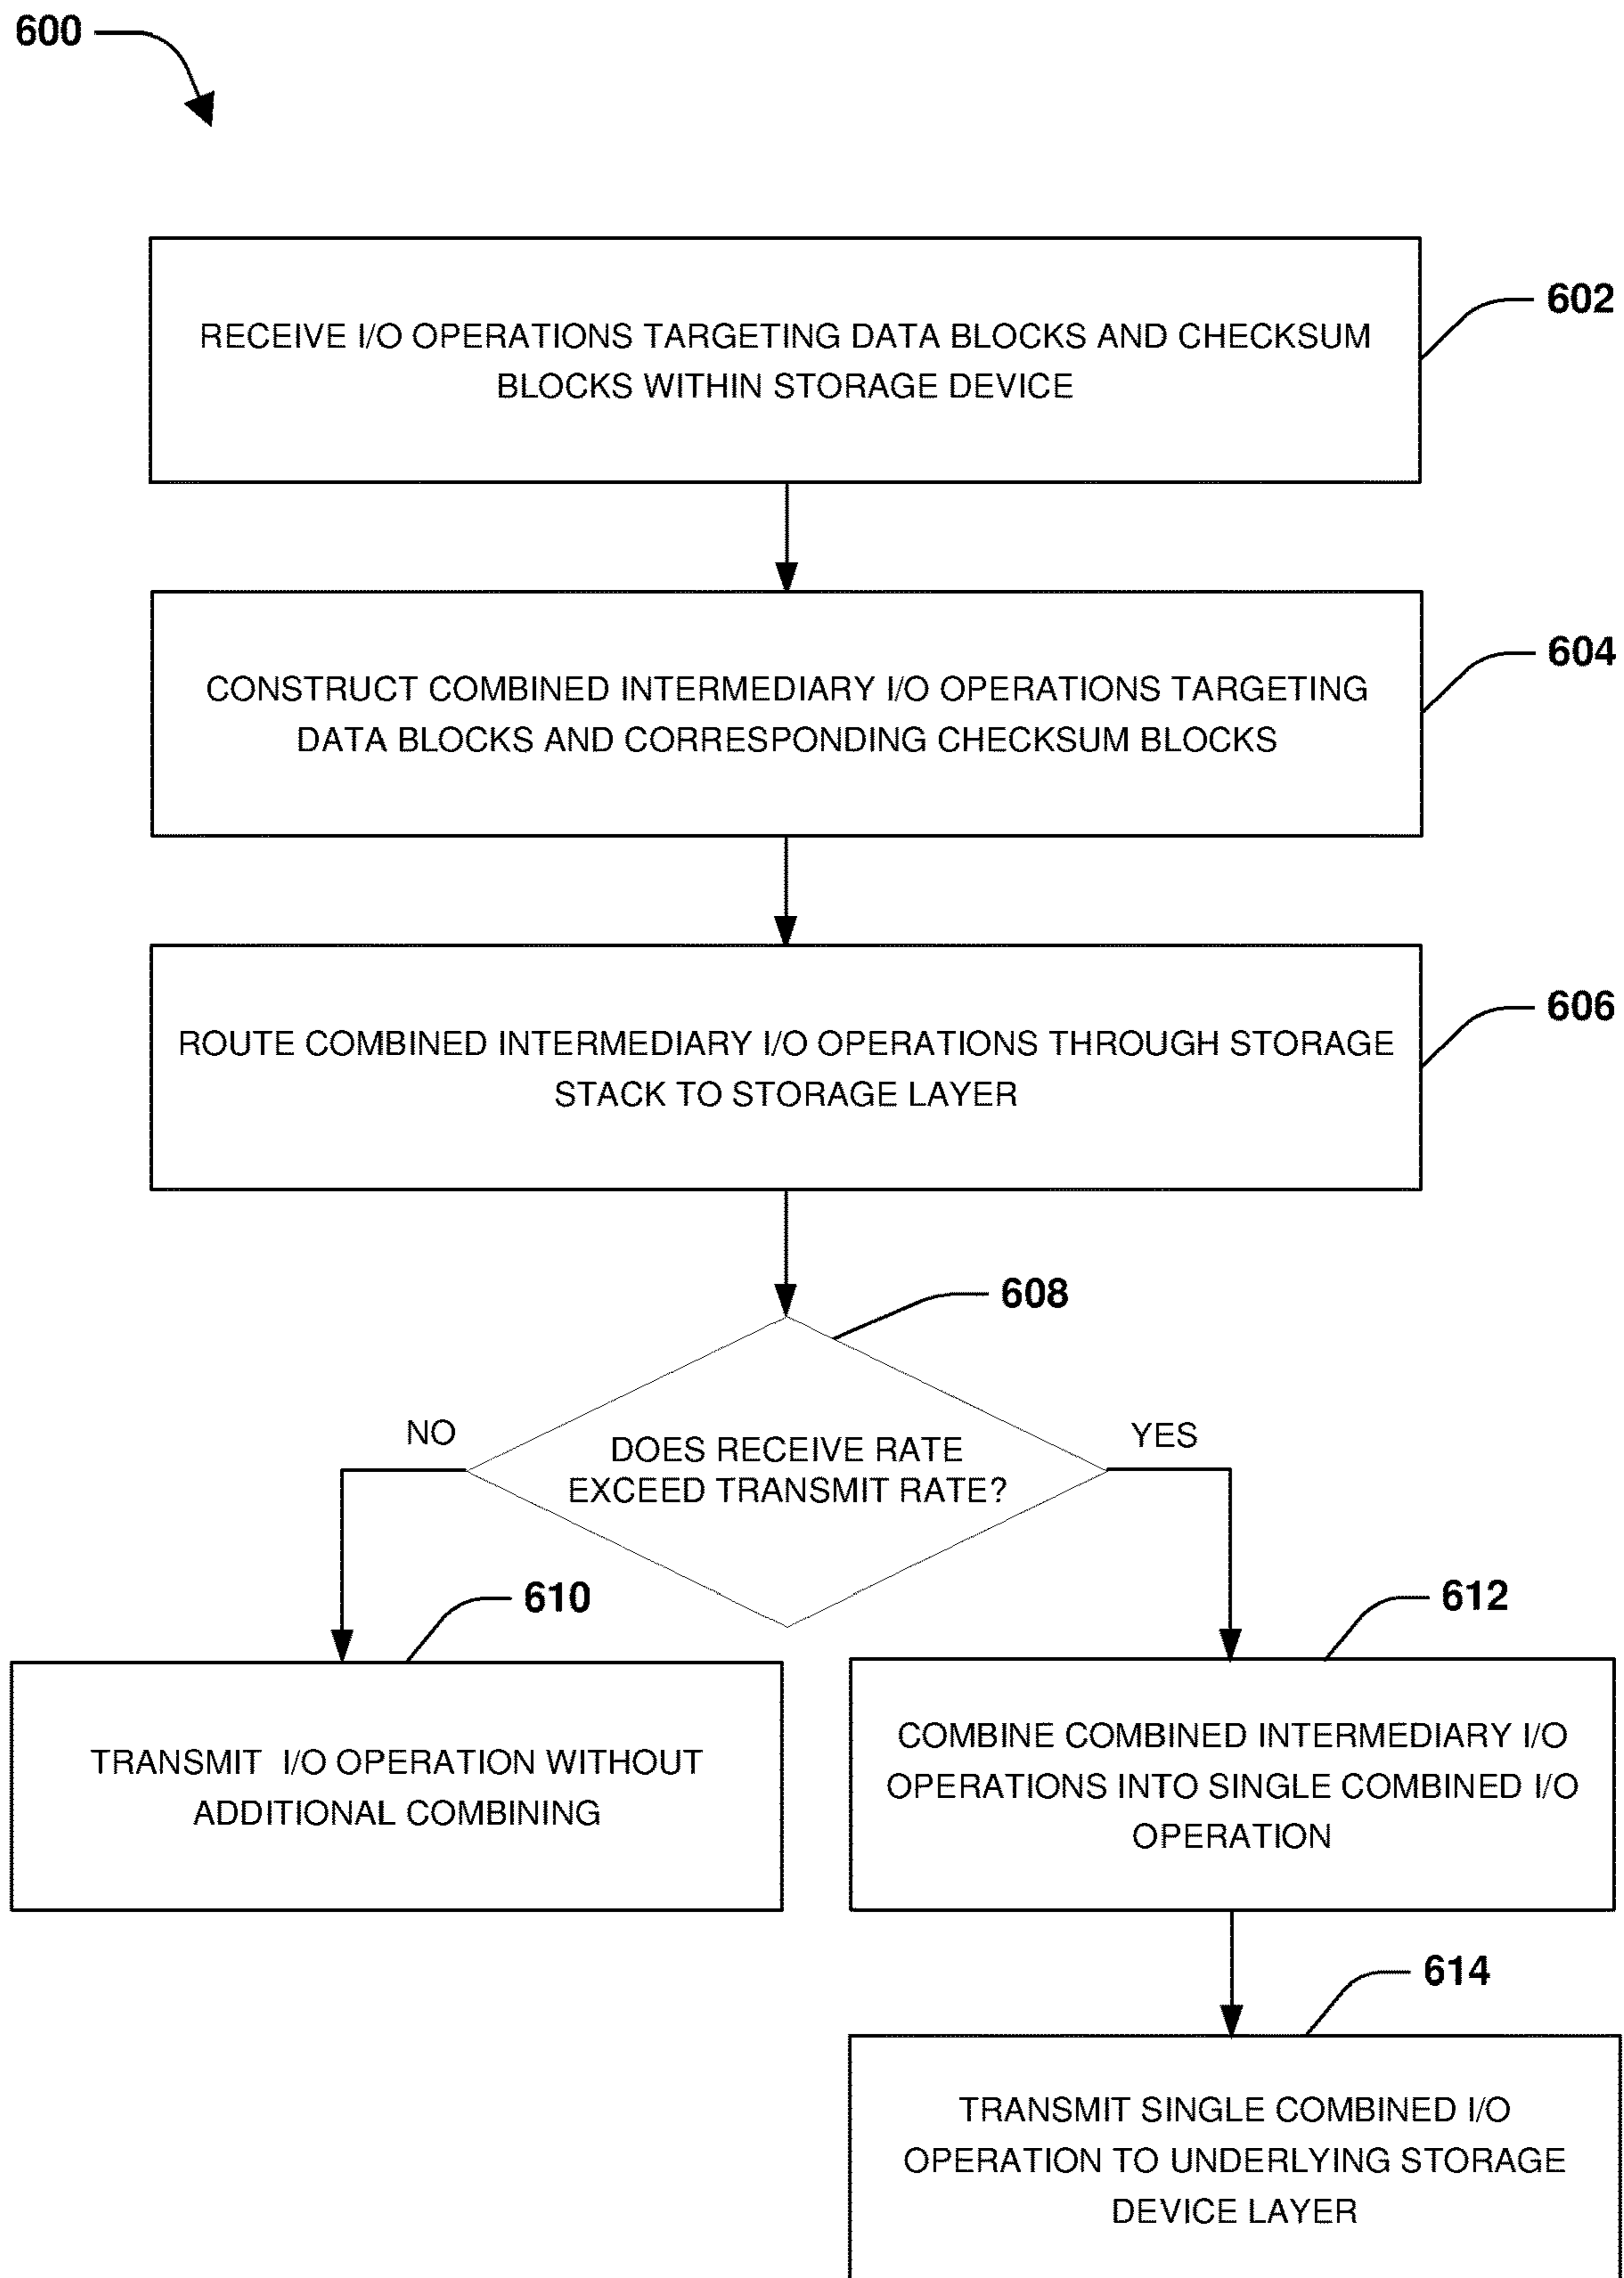 600
RECEIVE I/O OPERATIONS TARGETING DATA BLOCKS AND CHECKSUM
BLOCKS WITHIN STORAGE DEVICE
602
CONSTRUCT COMBINED INTERMEDIARY I/O OPERATIONS TARGETING
DATA BLOCKS AND CORRESPONDING CHECKSUM BLOCKS
604
ROUTE COMBINED INTERMEDIARY I/O OPERATIONS THROUGH STORAGE
STACK TO STORAGE LAYER
606
608
DOES RECEIVE RATE
EXCEED TRANSMIT RATE?
NO
YES
610
TRANSMIT I/O OPERATION WITHOUT
ADDITIONAL COMBINING
612
COMBINE COMBINED INTERMEDIARY I/O
OPERATIONS INTO SINGLE COMBINED I/O
OPERATION
614
TRANSMIT SINGLE COMBINED I/O
OPERATION TO UNDERLYING STORAGE
DEVICE LAYER